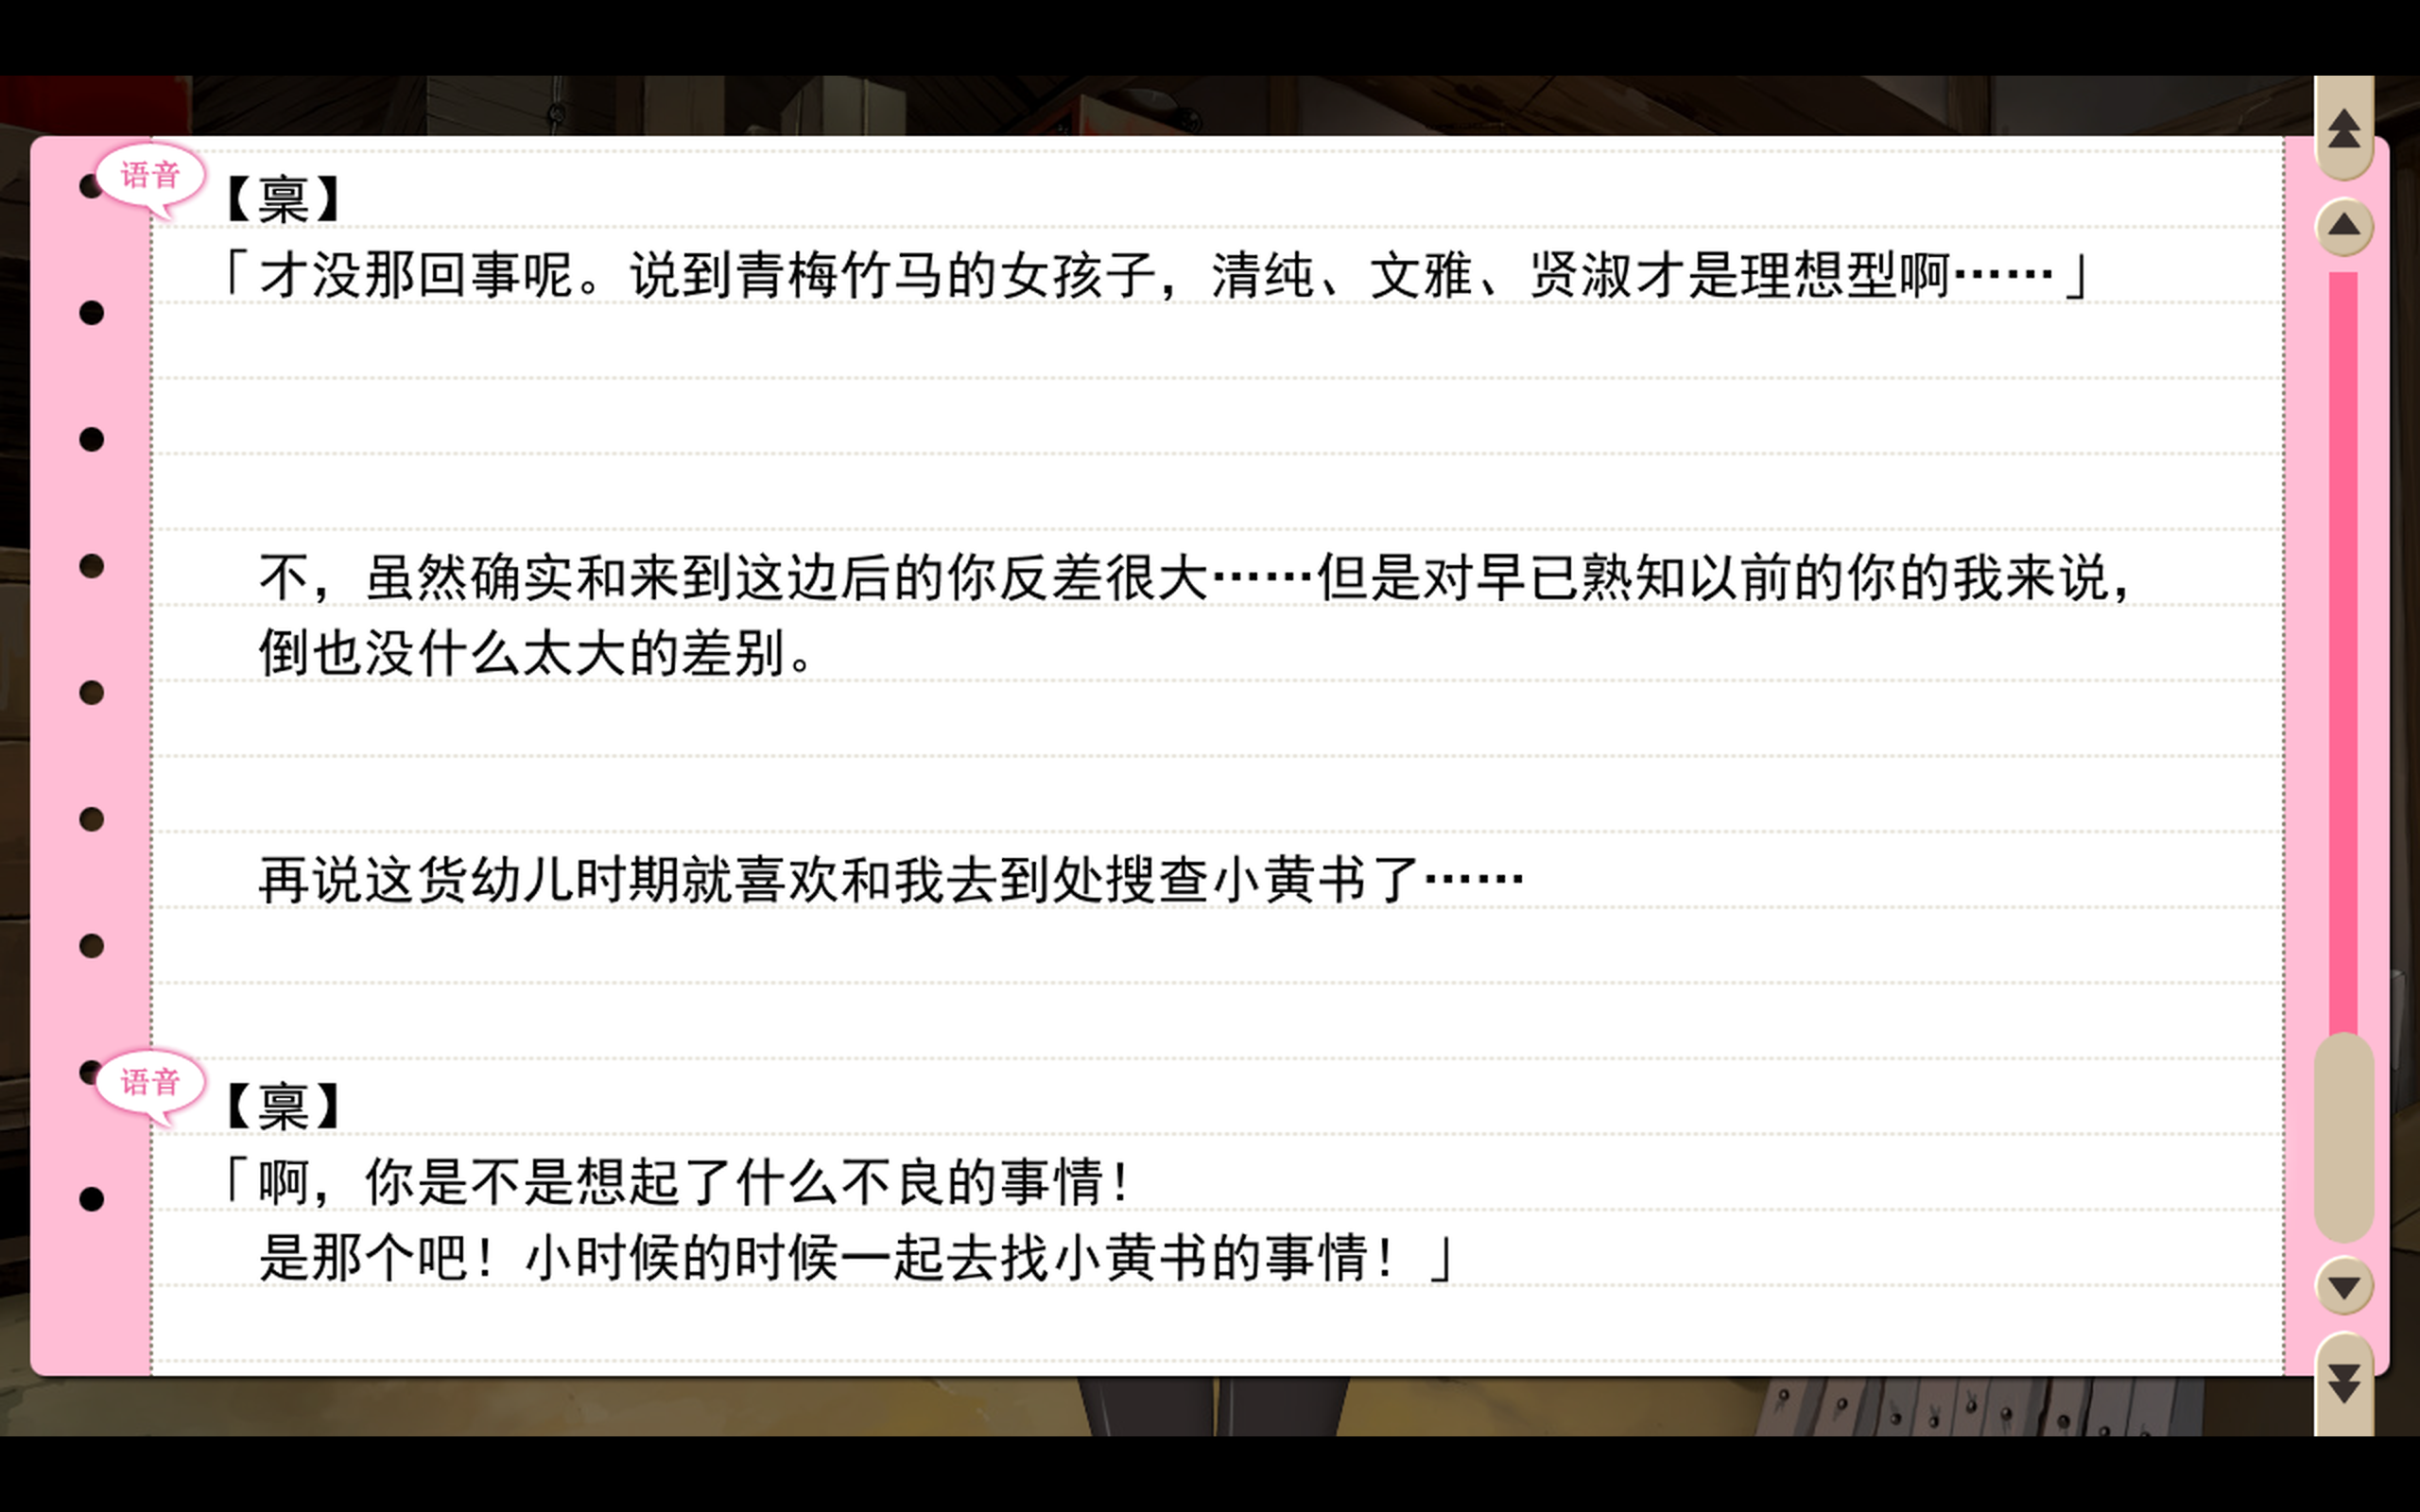 语音
【禀】
「才没那回事呢。说到青梅竹马的女孩子，清纯、文雅、贤淑才是理想型啊……」
不，虽然确实和来到这边后的你反差很大……但是对早已熟知以前的你的我来说，
倒也没什么太大的差别。
再说这货幼儿时期就喜欢和我去到处搜查小黄书了……
语音
【禀】
「啊，你是不是想起了什么不良的事情！
是那个吧！小时候的时候一起去找小黄书的事情！」